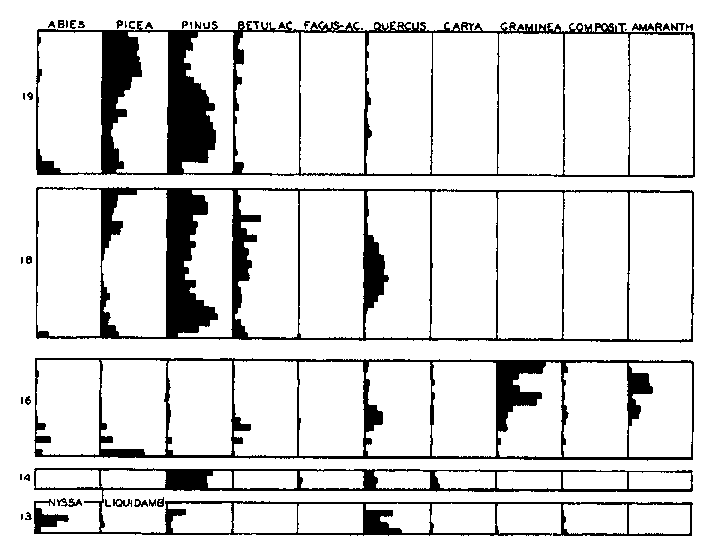 ABIES PICEA PINUS BETULAC. FAGUS-AC. QUERCUS CARYA GRAMINEA COMPOSIT. AMARANTH
19
18
16
14
NYSSA LIQUIDAMB
13